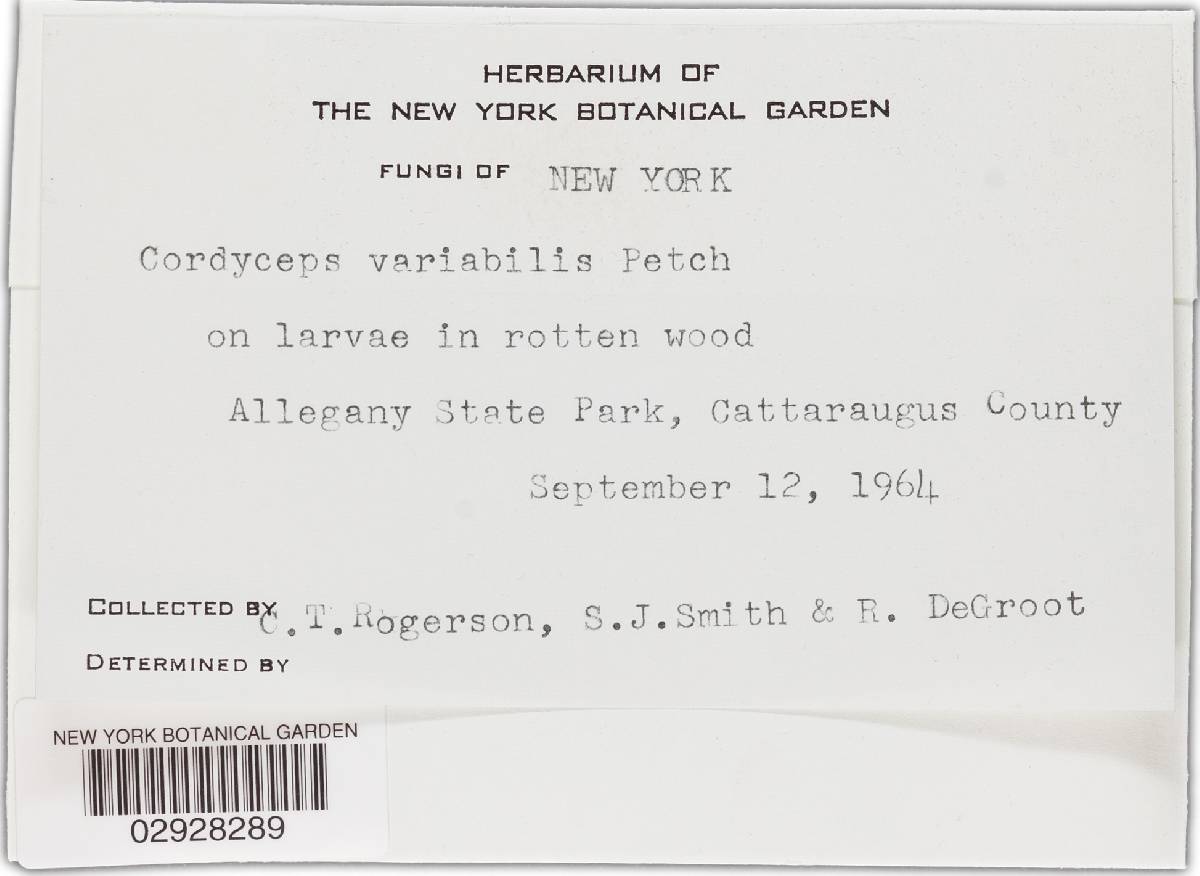 HERBARIUM OF
THE NEW YORK BOTANICAL GARDEN
FUNGI OF NEW YORK
Cordyceps variabilis Petch
on larvae in rotten wood
Allegany State Park, Cattaraugus County
September 12, 1964
COLLECTED BY C.T.Rogerson, S.J.Smith & R. DeGroot
DETERMINED BY
NEW YORK BOTANICAL GARDEN
02928289